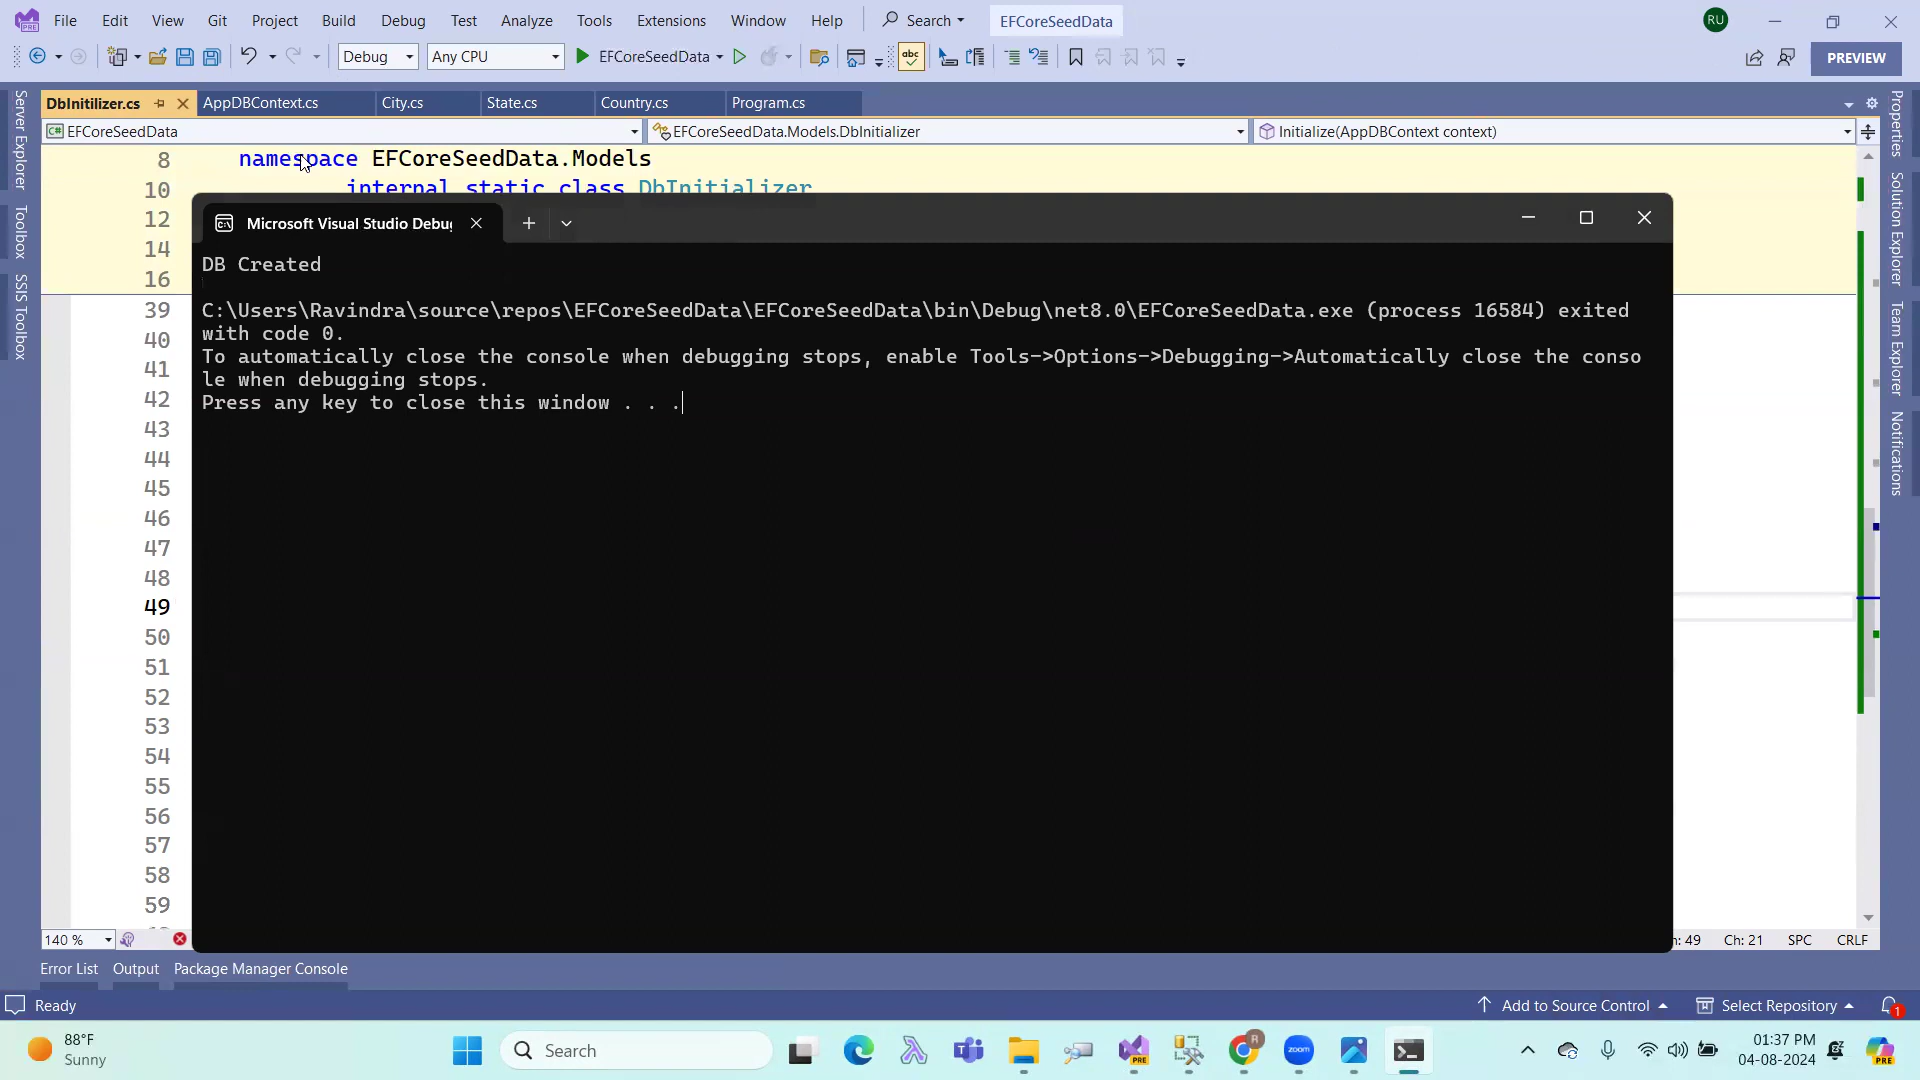 File Edit View Git Project Build Debug Test Analyze Tools Extensions Window Help Search EFCoreSeedData RU
Debug Any CPU EFCoreSeedData abc PREVIEW
DbInitilizer.cs AppDBContext.cs City.cs State.cs Country.cs Program.cs
C# EFCoreSeedData EFCoreSeedData.Models.DbInitializer Initialize(AppDBContext context)
Server Explorer
Toolbox
SSIS Toolbox
Properties
Solution Explorer
Team Explorer
Notifications
8 namespace EFCoreSeedData.Models
10 internal static class DbInitializer
12
14
16
39
40
41
42
43
44
45
46
47
48
49
50
51
52
53
54
55
56
57
58
59
Microsoft Visual Studio Debug
DB Created
C:\Users\Ravindra\source\repos\EFCoreSeedData\EFCoreSeedData\bin\Debug\net8.0\EFCoreSeedData.exe (process 16584) exited
with code 0.
To automatically close the console when debugging stops, enable Tools->Options->Debugging->Automatically close the conso
le when debugging stops.
Press any key to close this window . . .
140 % : 49 Ch: 21 SPC CRLF
Error List Output Package Manager Console
Ready Add to Source Control Select Repository 1
88°F
Sunny
Search
PRE
R
zoom
01:37 PM
04-08-2024
PRE